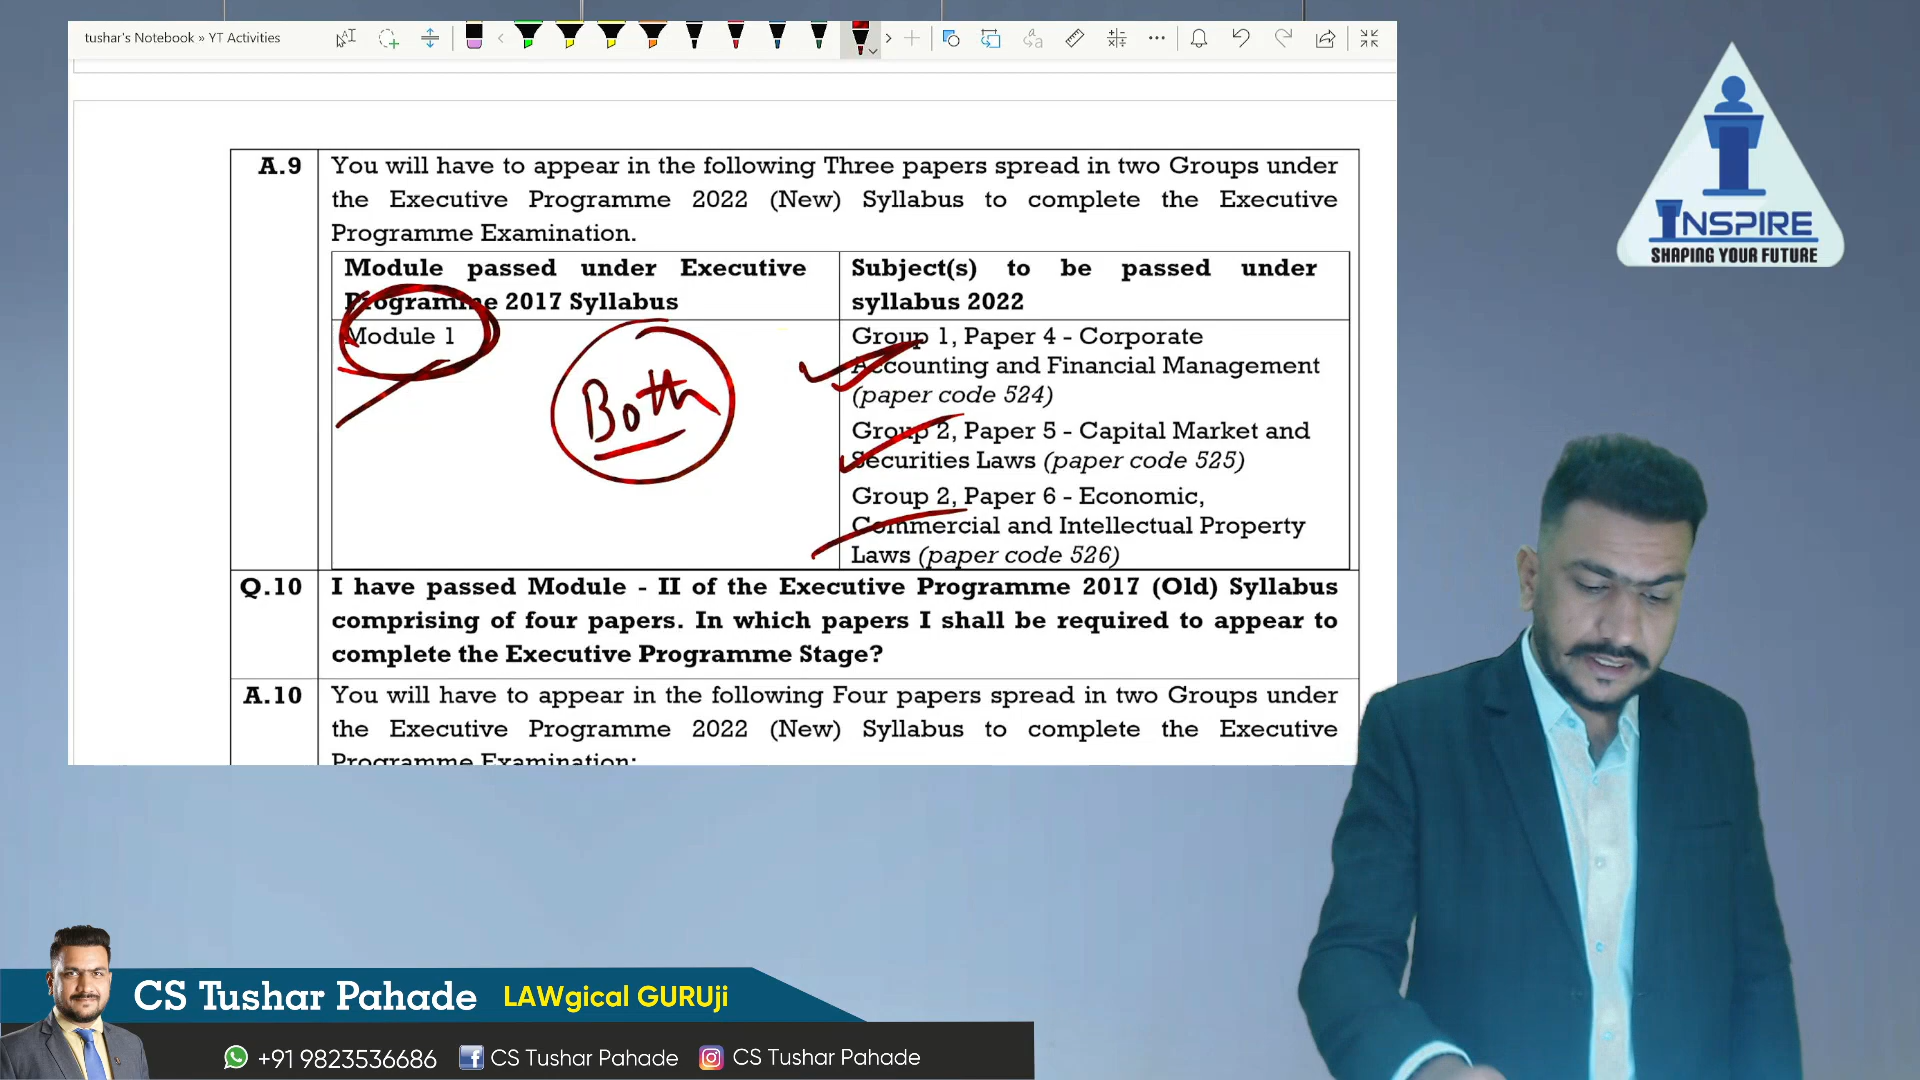 tushar's Notebook » YT Activities
INSPIRE
SHAPING YOUR FUTURE
A.9
You will have to appear in the following Three papers spread in two Groups under
the Executive Programme 2022 (New) Syllabus to complete the Executive
Programme Examination.
Module passed under Executive
Programme 2017 Syllabus
Subject(s) to be passed under
syllabus 2022
Module 1
Both
Group 1, Paper 4 - Corporate
Accounting and Financial Management
(paper code 524)
Group 2, Paper 5 - Capital Market and
Securities Laws (paper code 525)
Group 2, Paper 6 - Economic,
Commercial and Intellectual Property
Laws (paper code 526)
Q.10
I have passed Module - II of the Executive Programme 2017 (Old) Syllabus
comprising of four papers. In which papers I shall be required to appear to
complete the Executive Programme Stage?
A.10
You will have to appear in the following Four papers spread in two Groups under
the Executive Programme 2022 (New) Syllabus to complete the Executive
Programme Examination:
CS Tushar Pahade LAWgical GURUji
+91 9823536686 CS Tushar Pahade CS Tushar Pahade